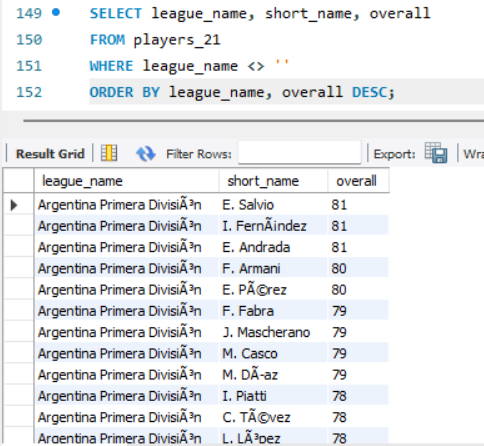 149 SELECT league_name, short_name, overall
150 FROM players_21
151 WHERE league_name <> ''
152 ORDER BY league_name, overall DESC;
Result Grid Filter Rows: Export: Wra
league_name short_name overall
Argentina Primera DivisiÃ³n E. Salvio 81
Argentina Primera DivisiÃ³n I. FernÃ¡ndez 81
Argentina Primera DivisiÃ³n E. Andrada 81
Argentina Primera DivisiÃ³n F. Armani 80
Argentina Primera DivisiÃ³n E. PÃ©rez 80
Argentina Primera DivisiÃ³n F. Fabra 79
Argentina Primera DivisiÃ³n J. Mascherano 79
Argentina Primera DivisiÃ³n M. Casco 79
Argentina Primera DivisiÃ³n M. DÃ-az 79
Argentina Primera DivisiÃ³n I. Piatti 78
Argentina Primera DivisiÃ³n C. TÃ©vez 78
Argentina Primera DivisiÃ³n L. LÃ³pez 78